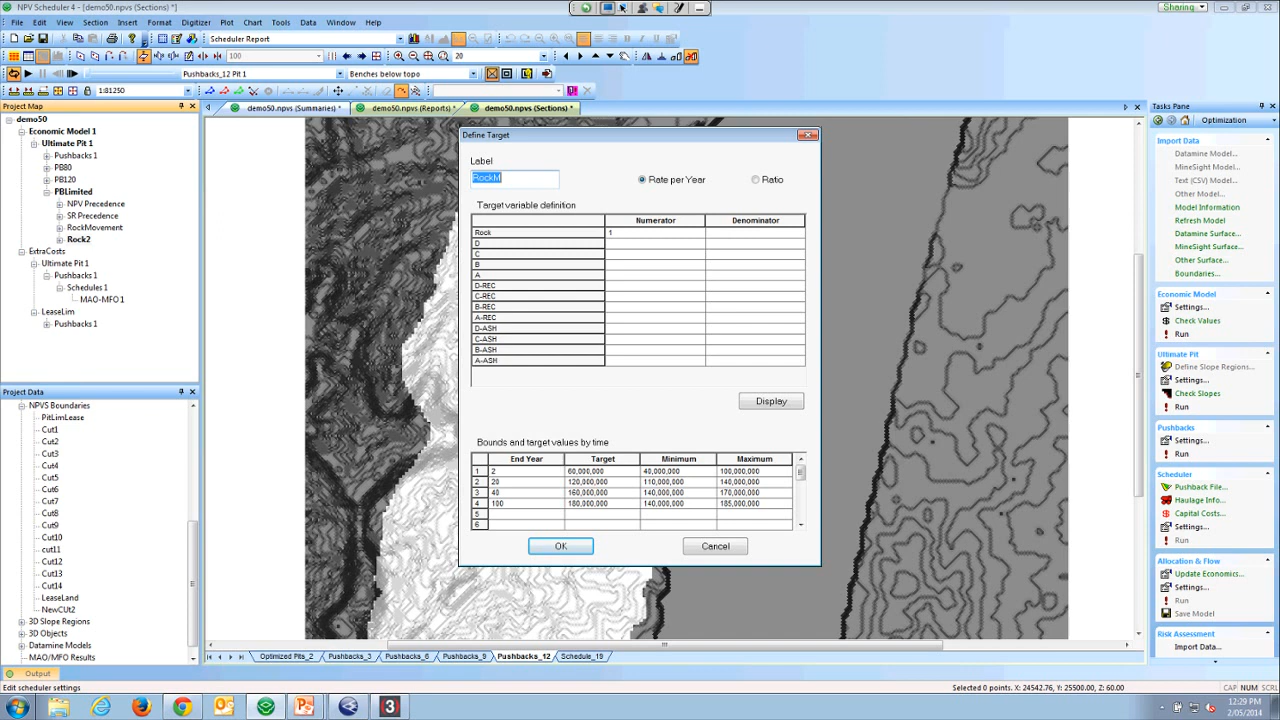 NPV Scheduler 4 - [demo50.npvs (Sections) *]
Sharing
File Edit View Sections Insert Format Digitizer Plot Chart Tools Data Window Help
Scheduler Report
100 20
Pushbacks_12 Pit 1 Benches below topo
1:81250
Project Map
demo50.npvs (Summaries) * demo50.npvs (Reports) * demo50.npvs (Sections) *
Tasks Pane
Optimization
demo50
Economic Model 1
Ultimate Pit 1
Pushbacks 1
PB80
PB120
PBLimited
NPV Precedence
SR Precedence
RockMovement
Rock2
ExtraCosts
Ultimate Pit 1
Pushbacks 1
Schedules 1
MAO-MFO 1
LeaseLim
Pushbacks 1
Project Data
NPVS Boundaries
PitLimLease
Cut1
Cut2
Cut3
Cut4
Cut5
Cut6
Cut7
Cut8
Cut9
Cut10
cut11
Cut12
Cut13
Cut14
LeaseLand
NewCUt2
3D Slope Regions
3D Objects
Datamine Models
MAO/MFO Results
Output
Define Target
Label
RockM
Rate per Year Ratio
Target variable definition
Numerator Denominator
Rock 1
D
C
B
A
D-REC
C-REC
B-REC
A-REC
D-ASH
C-ASH
B-ASH
A-ASH
Display
Bounds and target values by time
End Year Target Minimum Maximum
1 2 60,000,000 40,000,000 100,000,000
2 20 120,000,000 110,000,000 140,000,000
3 40 160,000,000 140,000,000 170,000,000
4 100 180,000,000 140,000,000 185,000,000
5
6
OK Cancel
Optimized Pits_2 Pushbacks_3 Pushbacks_6 Pushbacks_9 Pushbacks_12 Schedule_19
Import Data
Datamine Model...
MineSight Model...
Text (CSV) Model...
Other Model...
Model Information
Refresh Model
Datamine Surface...
MineSight Surface...
Other Surface...
Boundaries...
Economic Model
Settings...
Check Values
Run
Ultimate Pit
Define Slope Regions...
Settings...
Check Slopes
Run
Pushbacks
Settings...
Run
Scheduler
Pushback File...
Haulage Info...
Capital Costs...
Settings...
Run
Allocation & Flow
Update Economics...
Settings...
Run
Save Model
Risk Assessment
Import Data...
Edit scheduler settings
Selected 0 points. X: 24542.76, Y: 25500.00, Z: 60.00 CAP NUM SCRL
3
12:29 PM
2/05/2014